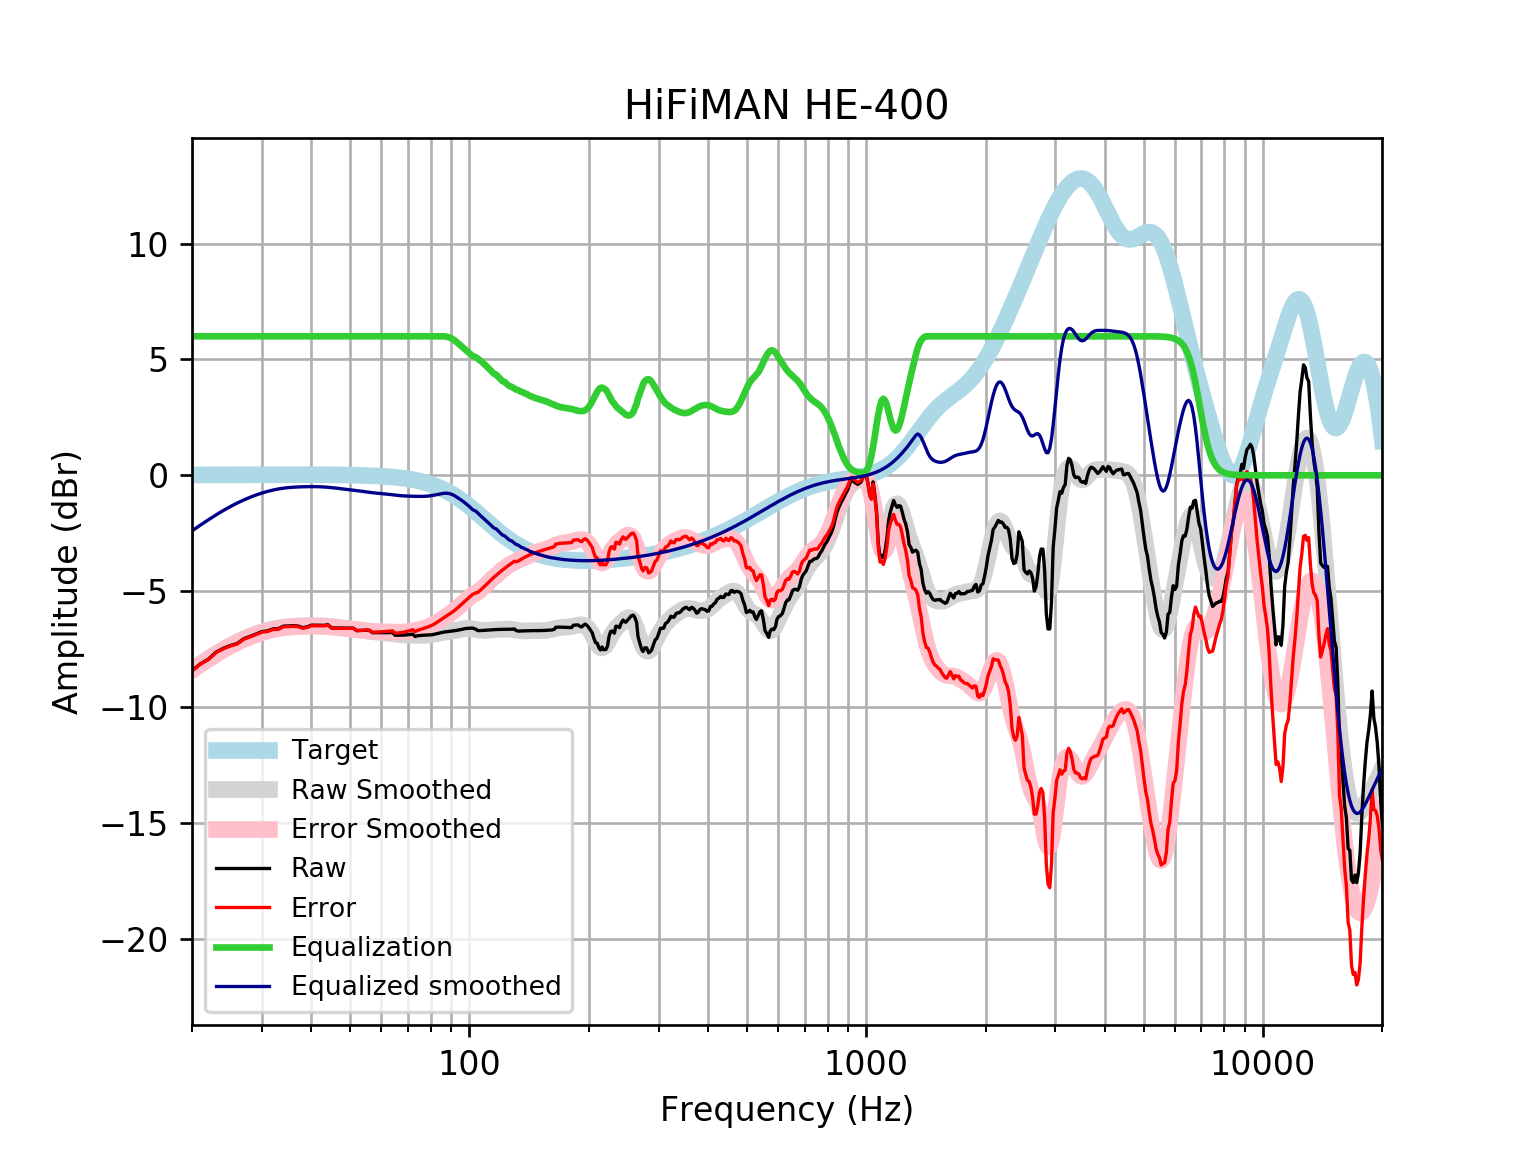 HiFiMAN HE-400
Amplitude (dBr)
10
5
0
−5
−10
−15
−20
Target
Raw Smoothed
Error Smoothed
Raw
Error
Equalization
Equalized smoothed
100
1000
10000
Frequency (Hz)